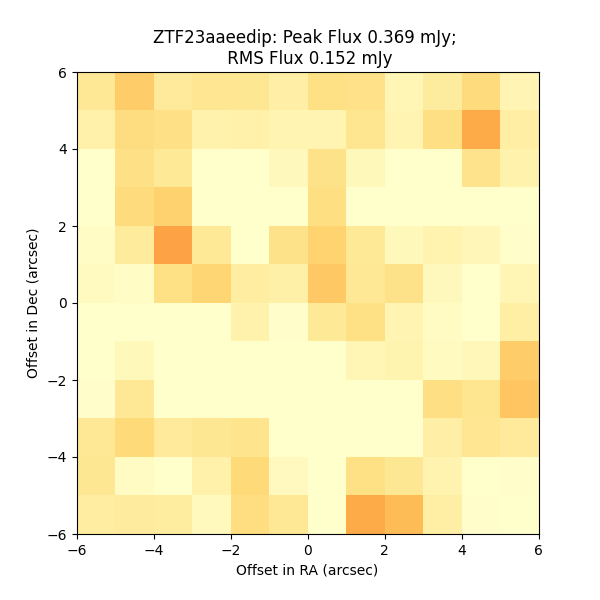 ZTF23aaeedip: Peak Flux 0.369 mJy;
RMS Flux 0.152 mJy
6
4
2
0
−2
−4
−6
Offset in Dec (arcsec)
−6 −4 −2 0 2 4 6
Offset in RA (arcsec)